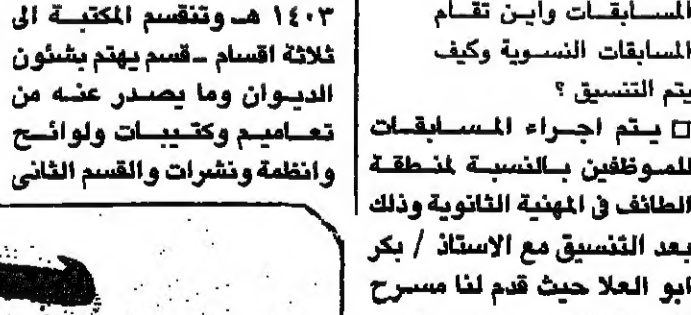 المسابقات وأين تقام
المسابقات النسوية وكيف
يتم التنسيق ؟
□ يتم اجراء المسابقات
للموظفين بالنسبة لمنطقة
الطائف في المهنية الثانوية وذلك
بعد التنسيق مع الاستاذ / بكر
ابو العلا حيث قدم لنا مسرح
١٤٠٣ هـ وتنقسم المكتبة الى
ثلاثة اقسام ـ قسم يهتم بشئون
الديوان وما يصدر عنه من
تعاميم وكتيبات ولوائح
وانظمة ونشرات والقسم الثانى